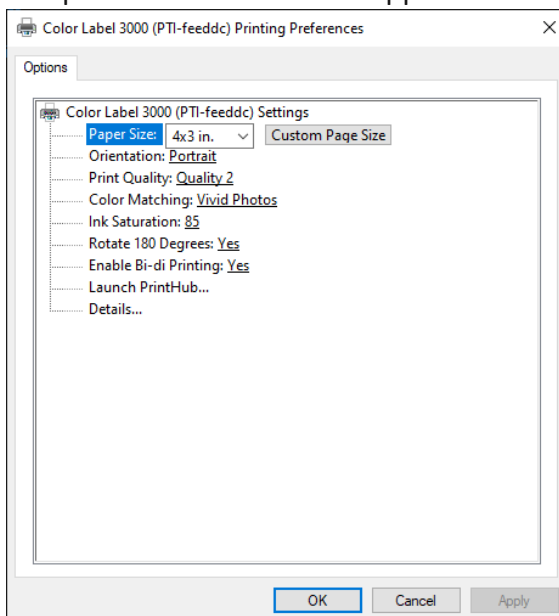 Color Label 3000 (PTI-feeddc) Printing Preferences
Options
Color Label 3000 (PTI-feeddc) Settings
Paper Size: 4x3 in. Custom Page Size
Orientation: Portrait
Print Quality: Quality 2
Color Matching: Vivid Photos
Ink Saturation: 85
Rotate 180 Degrees: Yes
Enable Bi-di Printing: Yes
Launch PrintHub...
Details...
OK Cancel Apply